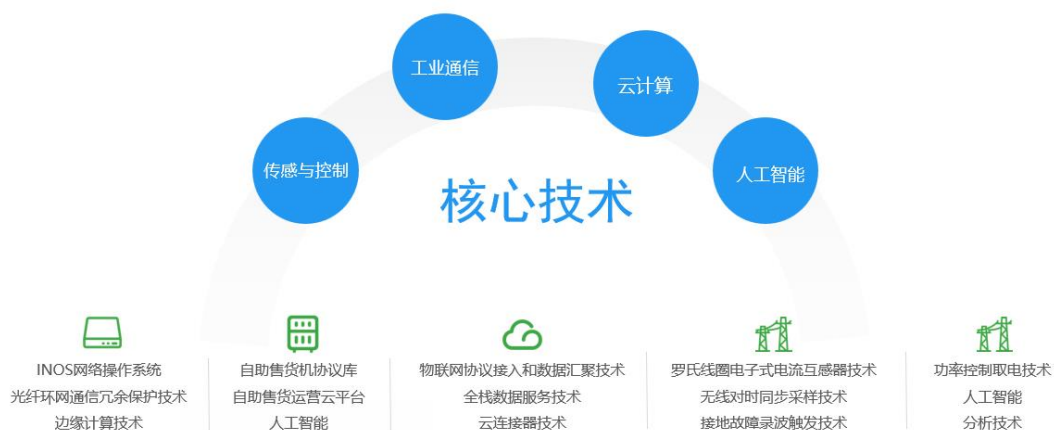 工业通信
云计算
传感与控制
人工智能
核心技术
INOS网络操作系统
光纤环网通信冗余保护技术
边缘计算技术
自助售货机协议库
自助售货运营云平台
人工智能
物联网协议接入和数据汇聚技术
全栈数据服务技术
云连接器技术
罗氏线圈电子式电流互感器技术
无线对时同步采样技术
接地故障录波触发技术
功率控制取电技术
人工智能
分析技术